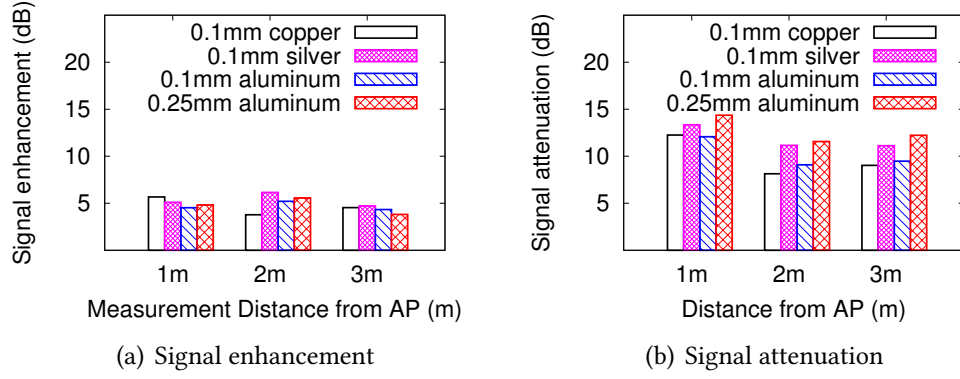 Signal enhancement (dB)
20
15
10
5
0.1mm copper
0.1mm silver
0.1mm aluminum
0.25mm aluminum
1m 2m 3m
Measurement Distance from AP (m)
(a) Signal enhancement
Signal attenuation (dB)
20
15
10
5
0.1mm copper
0.1mm silver
0.1mm aluminum
0.25mm aluminum
1m 2m 3m
Distance from AP (m)
(b) Signal attenuation